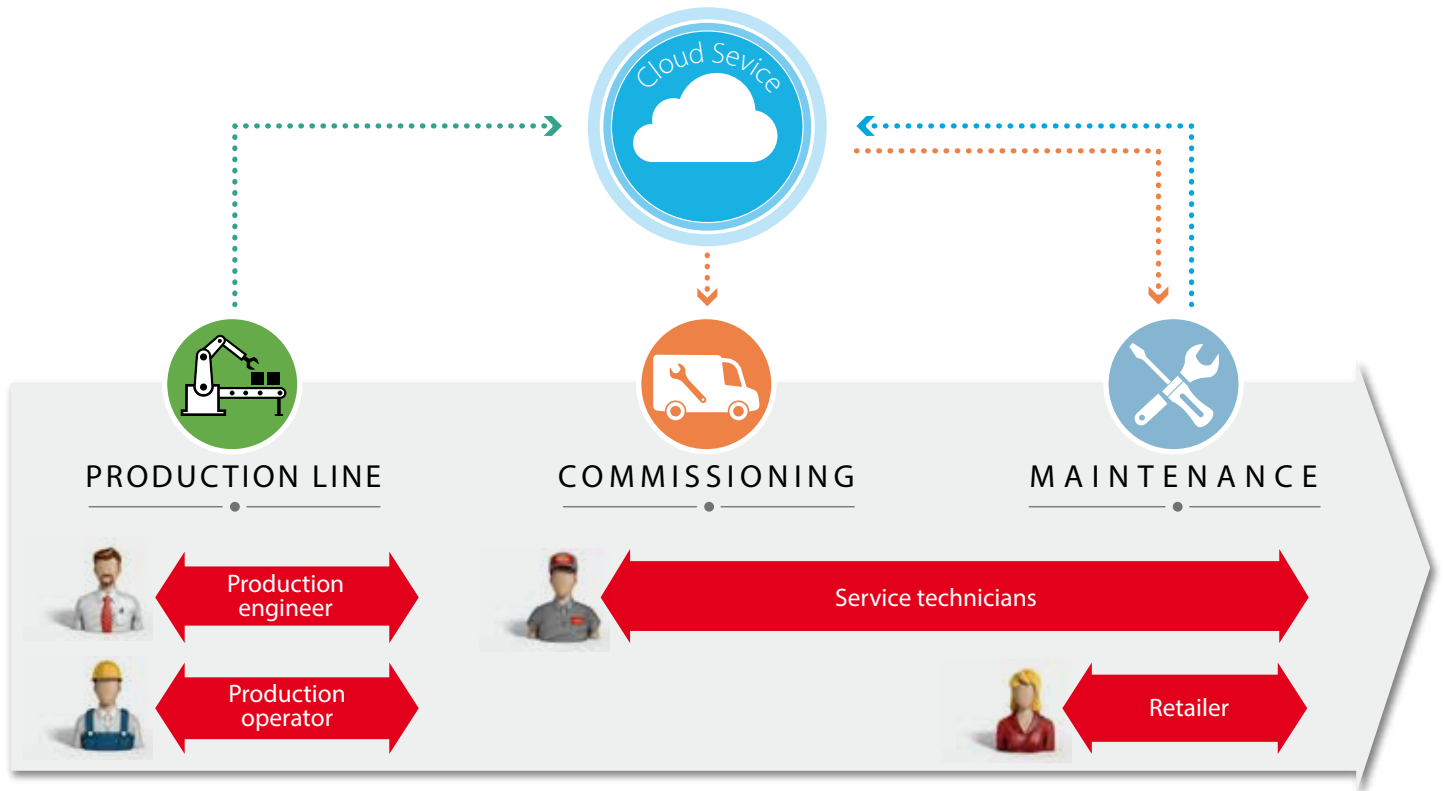 Cloud Sevice
PRODUCTION LINE
COMMISSIONING
MAINTENANCE
Production
engineer
Service technicians
Production
operator
Retailer